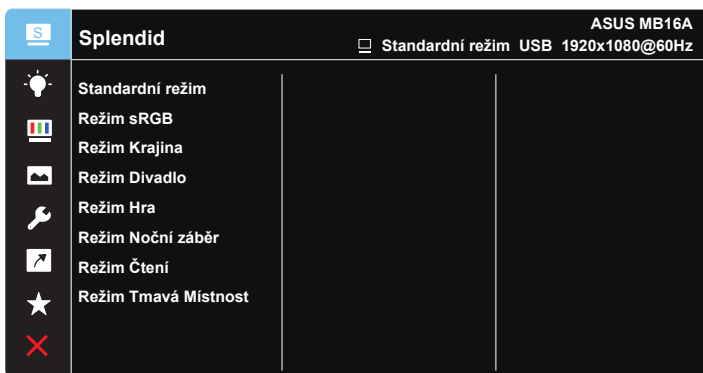 S
Splendid
ASUS MB16A
Standardní režim USB 1920x1080@60Hz
Standardní režim
Režim sRGB
Režim Krajina
Režim Divadlo
Režim Hra
Režim Noční záběr
Režim Čtení
Režim Tmavá Místnost